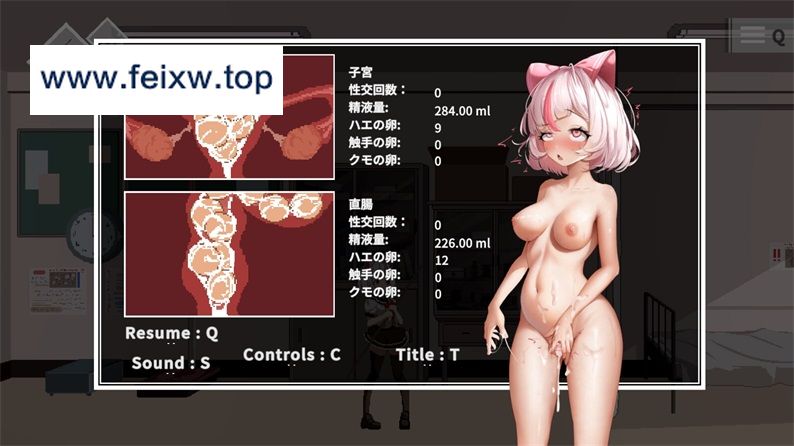 Q
www.feixw.top
子宮
性交回数： 0
精液量: 284.00 ml
ハエの卵: 9
触手の卵: 0
クモの卵: 0
直腸
性交回数： 0
精液量: 226.00 ml
ハエの卵: 12
触手の卵: 0
クモの卵: 0
Resume : Q
Sound : S
Controls : C
Title : T